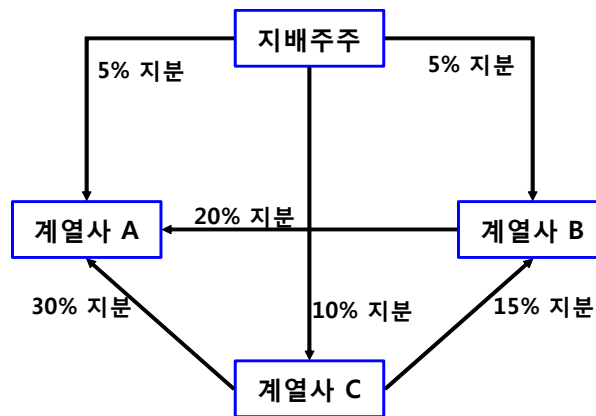 지배주주
5% 지분
5% 지분
계열사 A
20% 지분
계열사 B
30% 지분
10% 지분
15% 지분
계열사 C